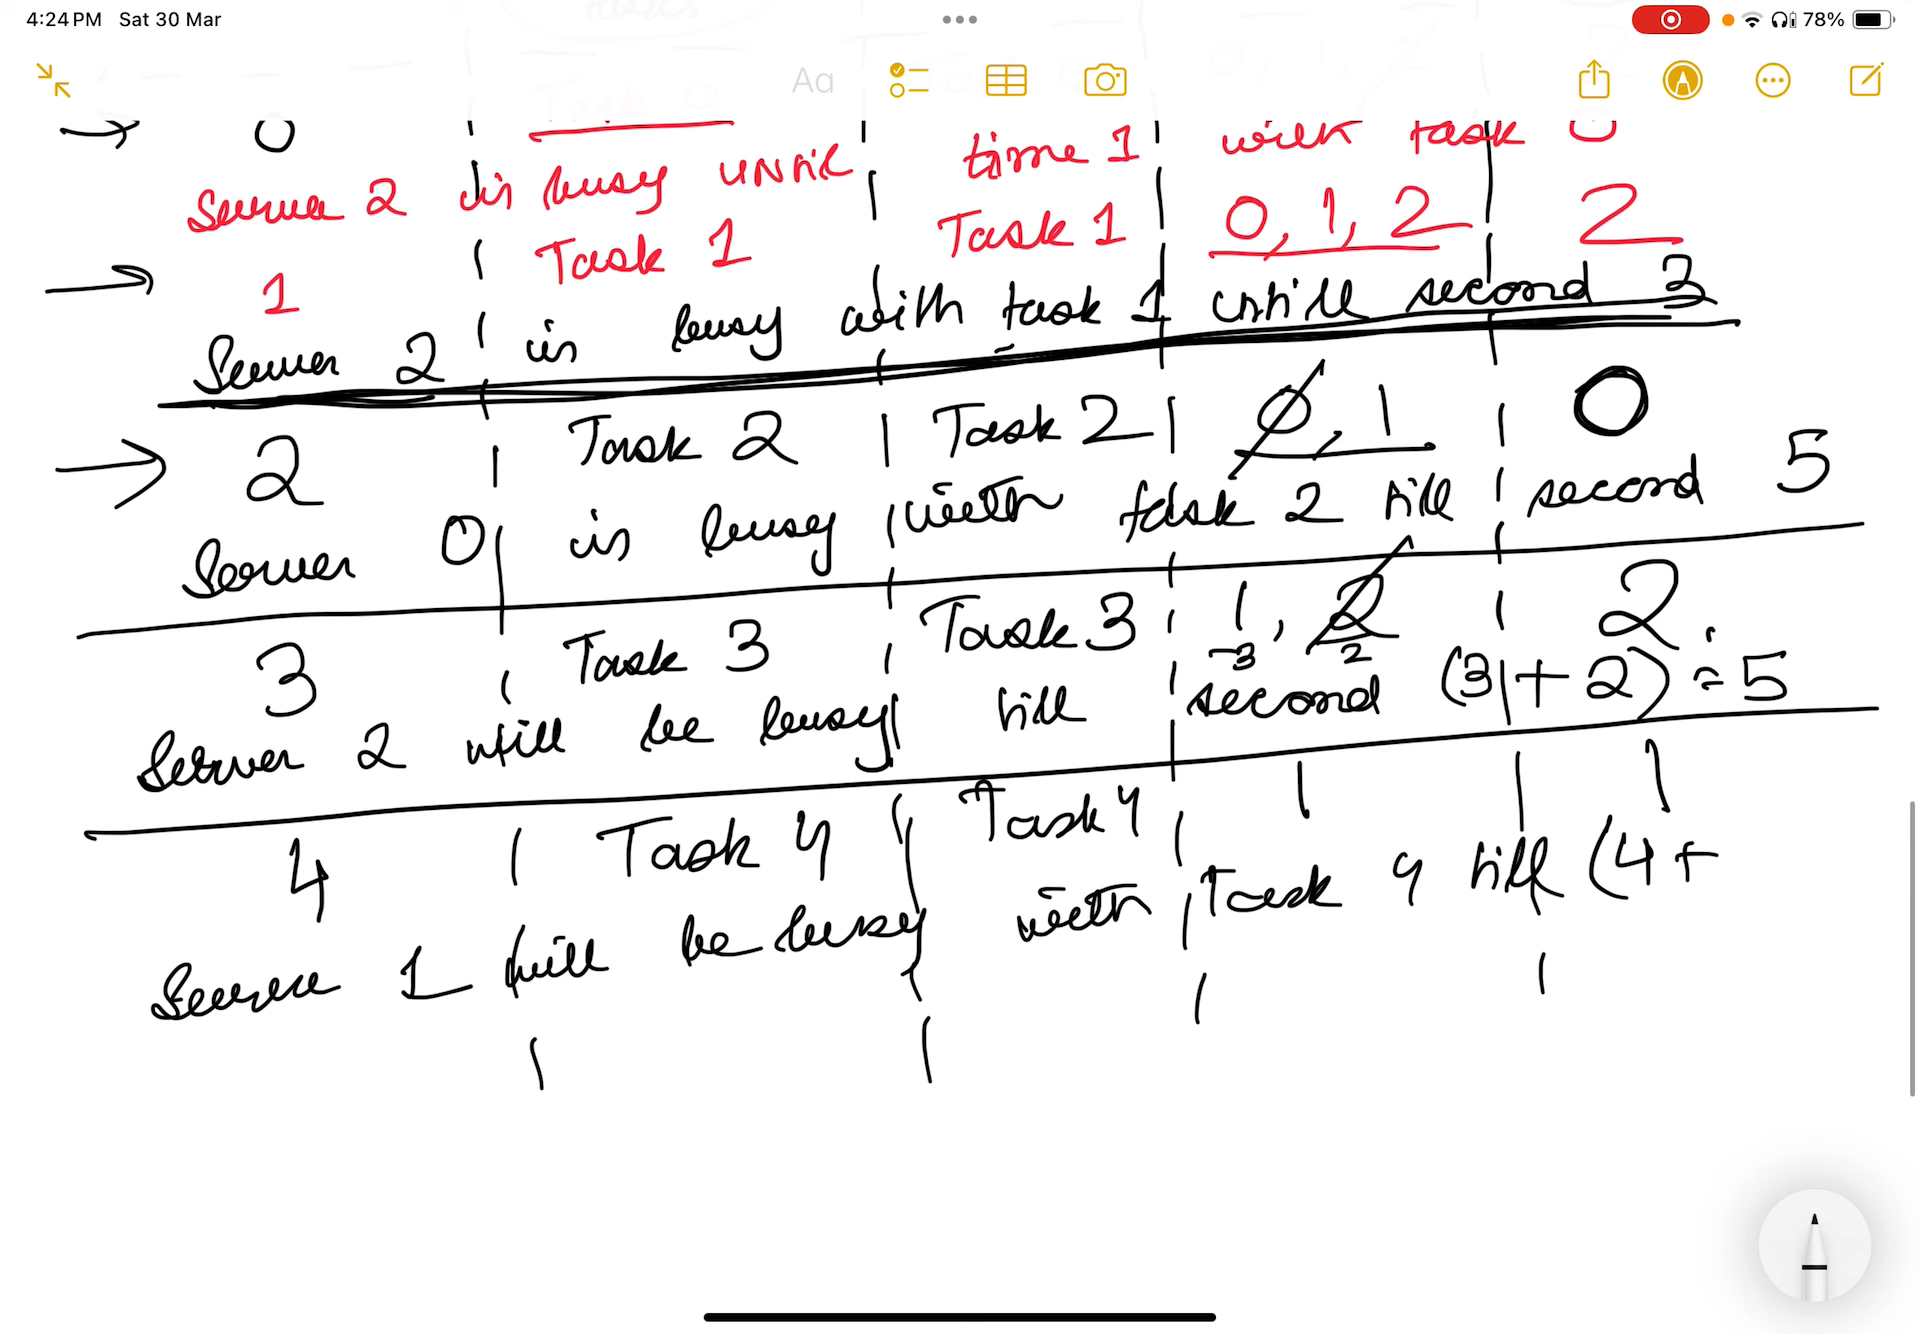 4:24 PM Sat 30 Mar
78%
Aa
0 with task 0
Server 2 is busy until time 1
1 Task 1 Task 1 0, 1, 2 2
Server 2 is busy with task 1 until second 3
2 Task 2 Task 2 0, 1 0
Server 0 is busy with task 2 till second 5
3 Task 3 Task 3 1, 2 2
-3 2
Server 2 will be busy till second (3 + 2) = 5
4 Task 4 Task 4 1 1
Server 1 will be busy with Task 4 till (4 +